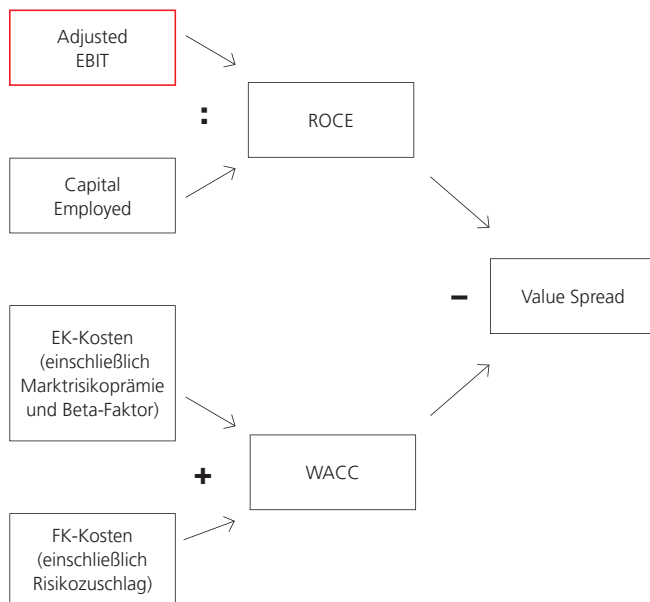 Adjusted
EBIT
:
ROCE
Capital
Employed
–
Value Spread
EK-Kosten
(einschließlich
Marktrisikoprämie
und Beta-Faktor)
+
WACC
FK-Kosten
(einschließlich
Risikozuschlag)